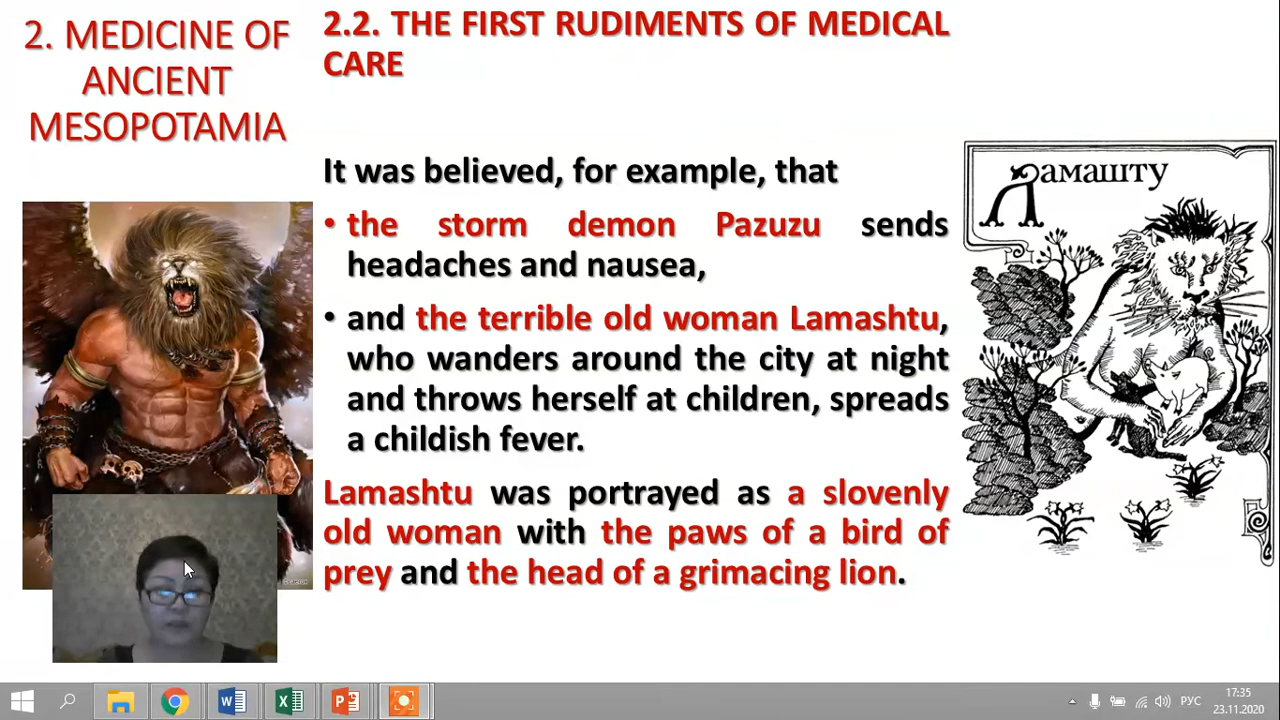 2. MEDICINE OF
ANCIENT
MESOPOTAMIA
2.2. THE FIRST RUDIMENTS OF MEDICAL
CARE
It was believed, for example, that
• the storm demon Pazuzu sends
headaches and nausea,
• and the terrible old woman Lamashtu,
who wanders around the city at night
and throws herself at children, spreads
a childish fever.
Lamashtu was portrayed as a slovenly
old woman with the paws of a bird of
prey and the head of a grimacing lion.
Ламашту
РУС
17:35
23.11.2020